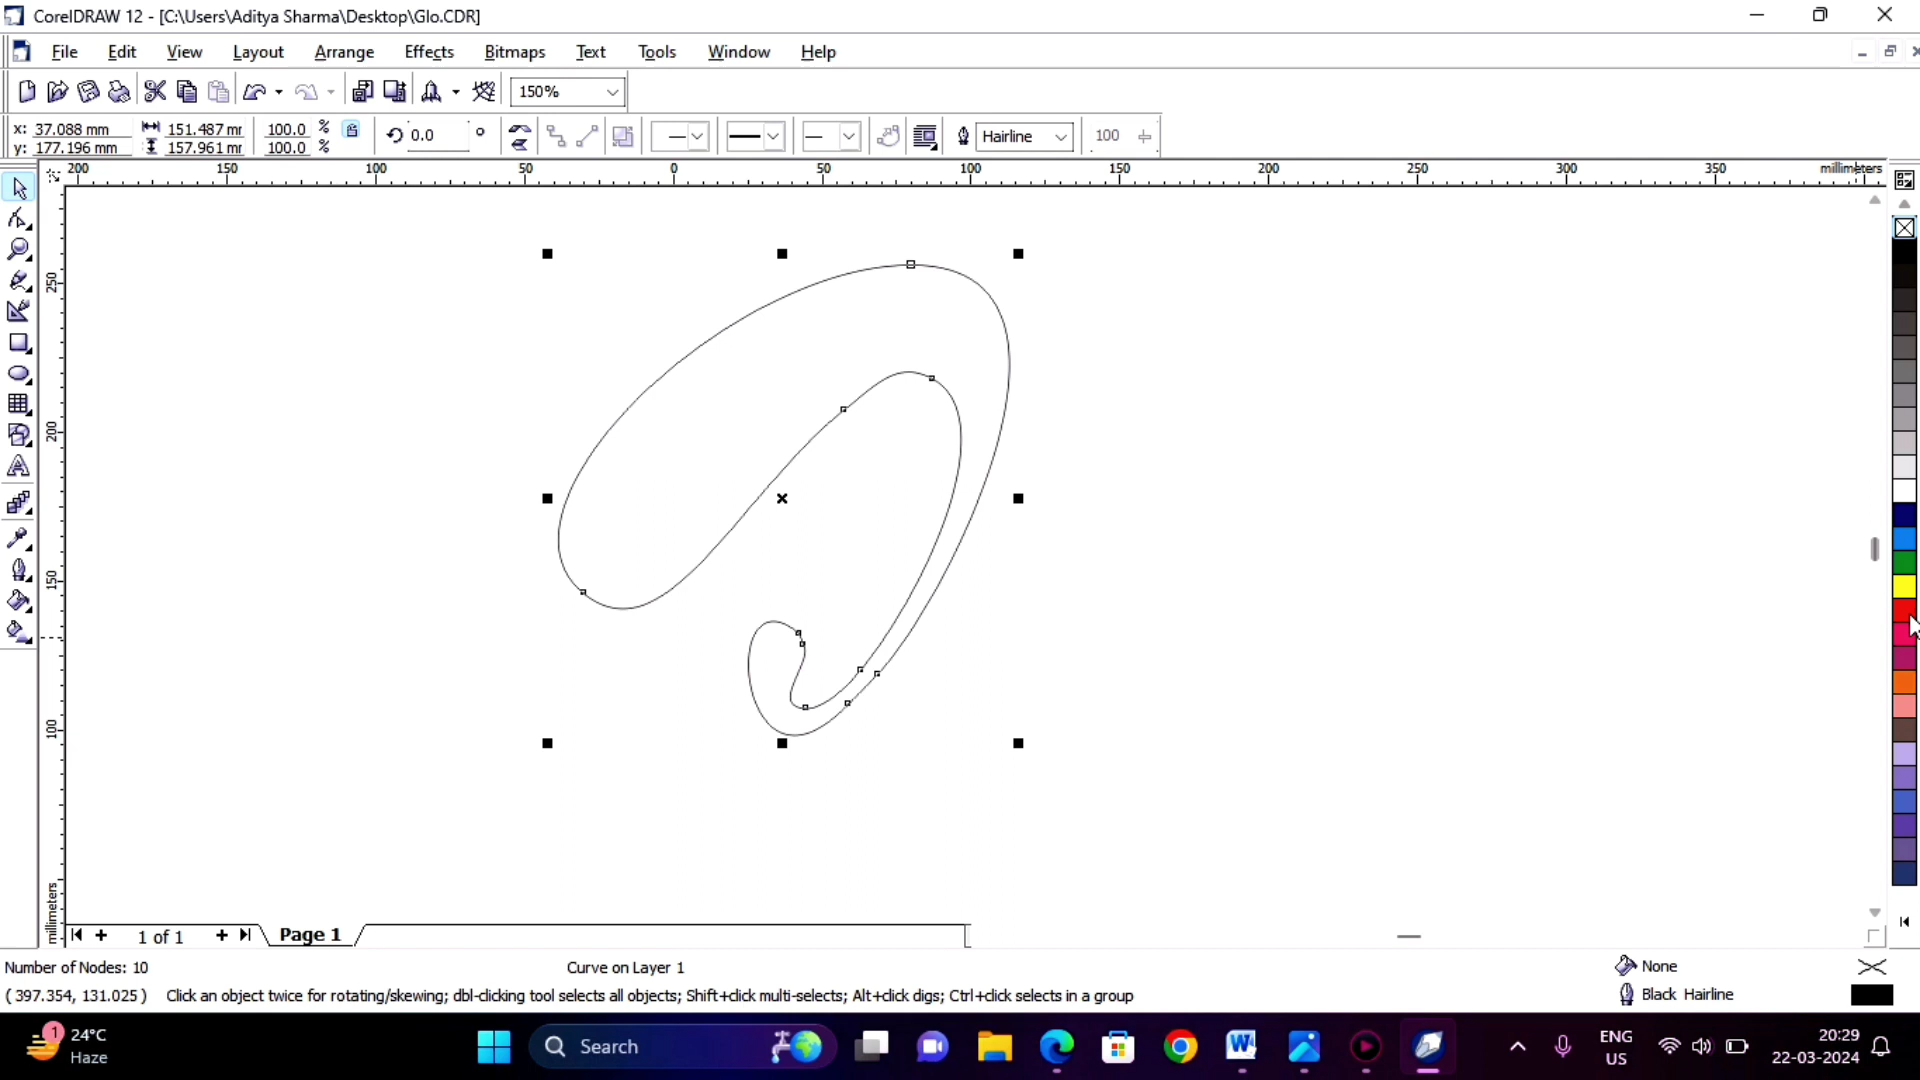 CorelDRAW 12 - [C:\Users\Aditya Sharma\Desktop\Glo.CDR]
File Edit View Layout Arrange Effects Bitmaps Text Tools Window Help
150%
x: 37.088 mm 151.487 mr 100.0 % 0.0 ° Hairline 100
y: 177.196 mm 157.961 mr 100.0 %
200 150 100 50 0 50 100 150 200 250 300 350 millimeters
250
200
150
100
millimeters
1 of 1 Page 1
Number of Nodes: 10 Curve on Layer 1 None
( 397.354, 131.025 ) Click an object twice for rotating/skewing; dbl-clicking tool selects all objects; Shift+click multi-selects; Alt+click digs; Ctrl+click selects in a group Black Hairline
1 24°C
Haze
Search
ENG
US
20:29
22-03-2024